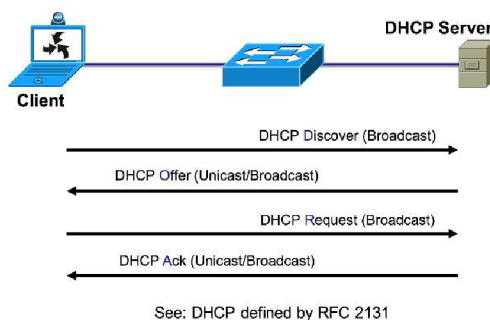 DHCP Server
Client
DHCP Discover (Broadcast)
DHCP Offer (Unicast/Broadcast)
DHCP Request (Broadcast)
DHCP Ack (Unicast/Broadcast)
See: DHCP defined by RFC 2131